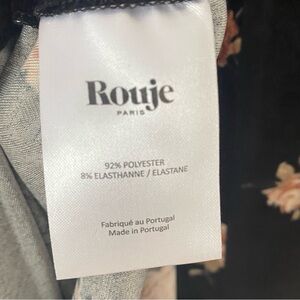 Rouje
PARIS
92% POLYESTER
8% ELASTHANNE / ELASTANE
Fabriqué au Portugal
Made in Portugal